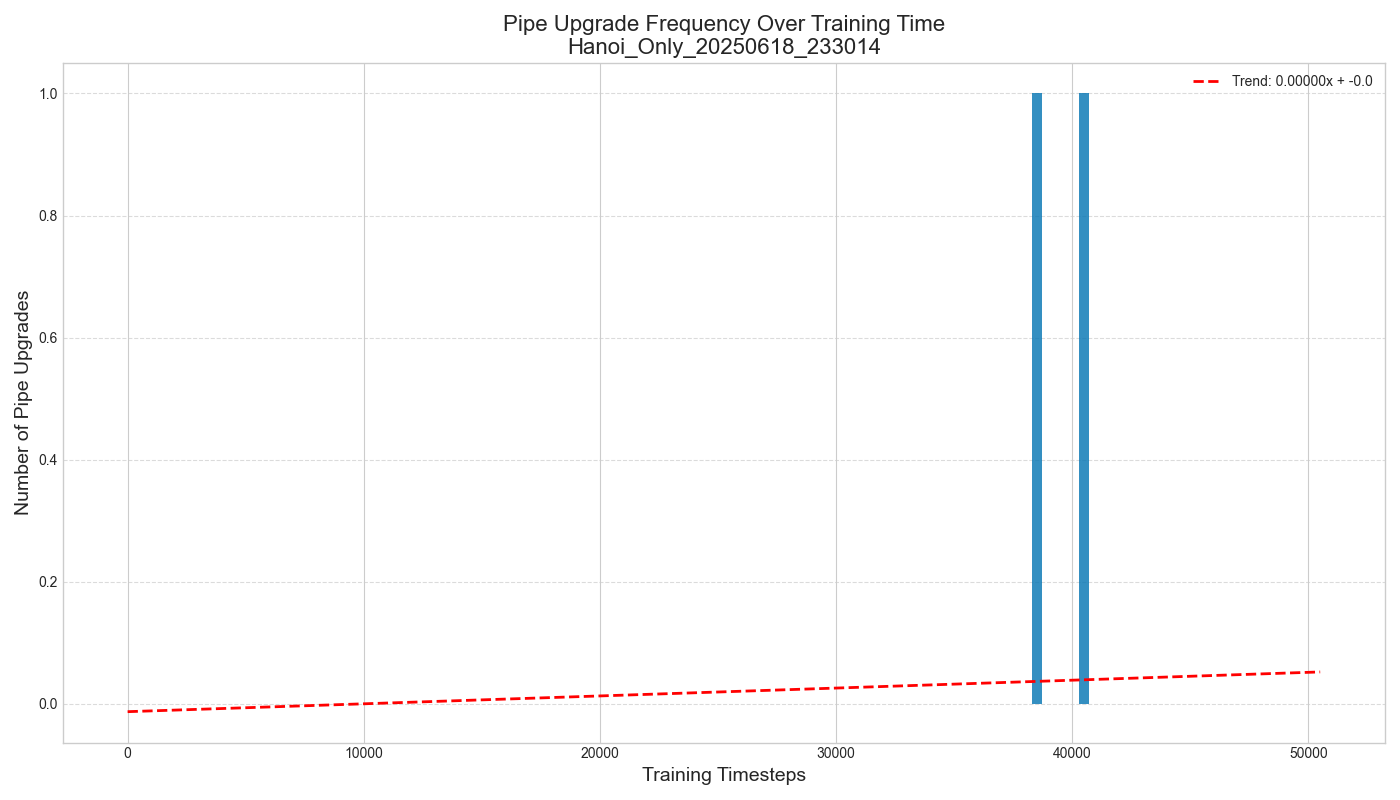 Pipe Upgrade Frequency Over Training Time
Hanoi_Only_20250618_233014
Trend: 0.00000x + -0.0
Number of Pipe Upgrades
1.0
0.8
0.6
0.4
0.2
0.0
0 10000 20000 30000 40000 50000
Training Timesteps